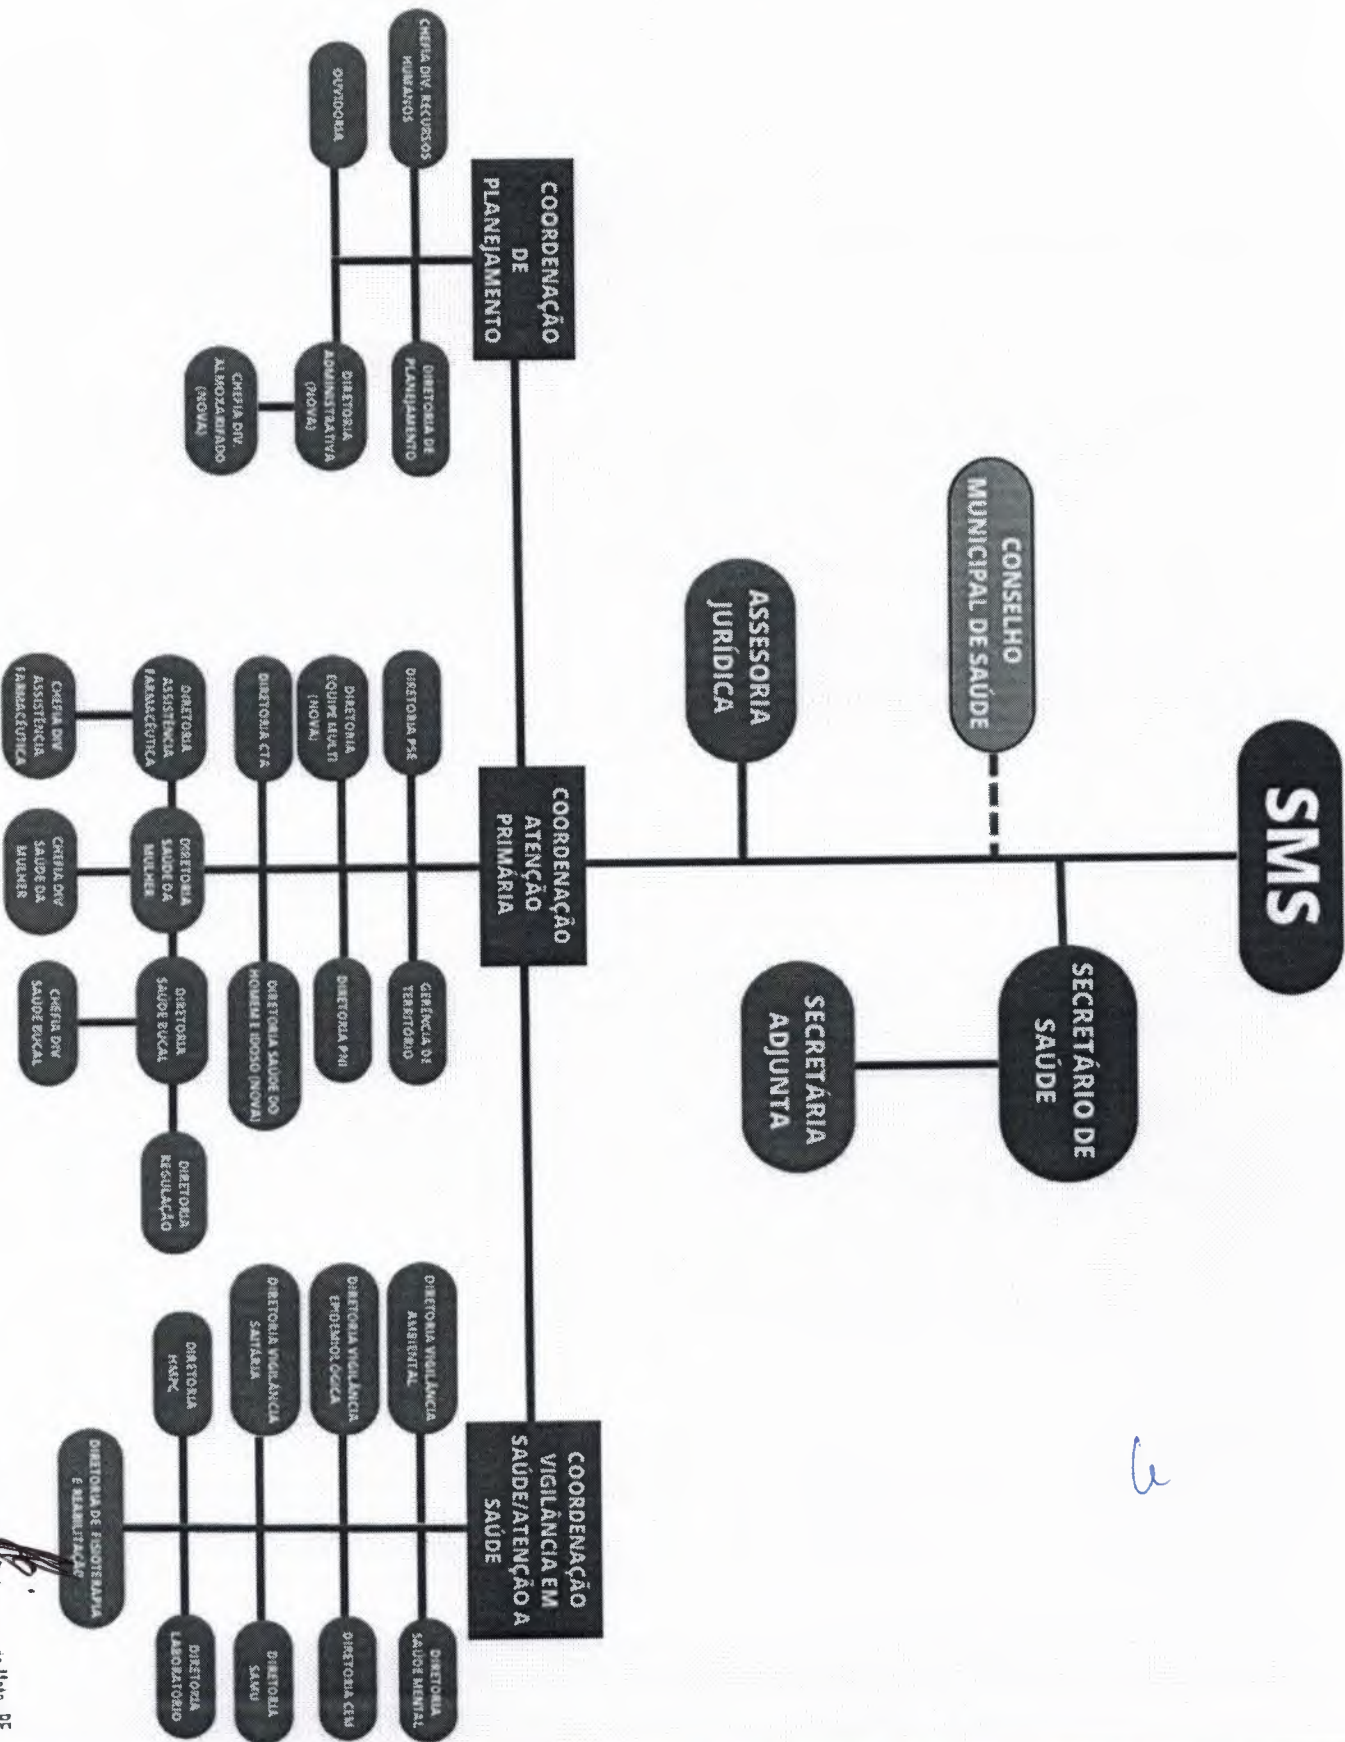 SMS
SECRETÁRIO DE
SAÚDE
CONSELHO
MUNICIPAL DE SAÚDE
SECRETÁRIA
ADJUNTA
ASSESORIA
JURÍDICA
COORDENAÇÃO
DE
PLANEJAMENTO
COORDENAÇÃO
ATENÇÃO
PRIMÁRIA
COORDENAÇÃO
VIGILÂNCIA EM
SAÚDE/ATENÇÃO A
SAÚDE
CHEFIA DIV. RECURSOS
HUMANOS
DIRETORIA DE
PLANEJAMENTO
OUVIDORIA
DIRETORIA
ADMINISTRATIVA
(NOVA)
CHEFIA DIV.
ALMOXARIFADO
(NOVA)
DIRETORIA PSE
GERÊNCIA DE
TERRITÓRIO
DIRETORIA
EQUIPE MULTI
(NOVA)
DIRETORIA PNI
DIRETORIA CTA
DIRETORIA SAÚDE DO
HOMEM E IDOSO (NOVA)
DIRETORIA
ASSISTÊNCIA
FARMACÊUTICA
DIRETORIA
SAÚDE DA
MULHER
DIRETORIA
SAÚDE BUCAL
DIRETORIA
REGULAÇÃO
CHEFIA DIV
ASSISTÊNCIA
FARMACÊUTICA
CHEFIA DIV
SAÚDE DA
MULHER
CHEFIA DIV
SAÚDE BUCAL
DIRETORIA VIGILÂNCIA
AMBIENTAL
DIRETORIA
SAÚDE MENTAL
DIRETORIA VIGILÂNCIA
EPIDEMIOLÓGICA
DIRETORIA CEM
DIRETORIA VIGILÂNCIA
SAITÁRIA
DIRETORIA
SAMU
DIRETORIA
HMPC
DIRETORIA
LABORATÓRIO
DIRETORIA DE FISIOTERAPIA
E REABILITAÇÃO